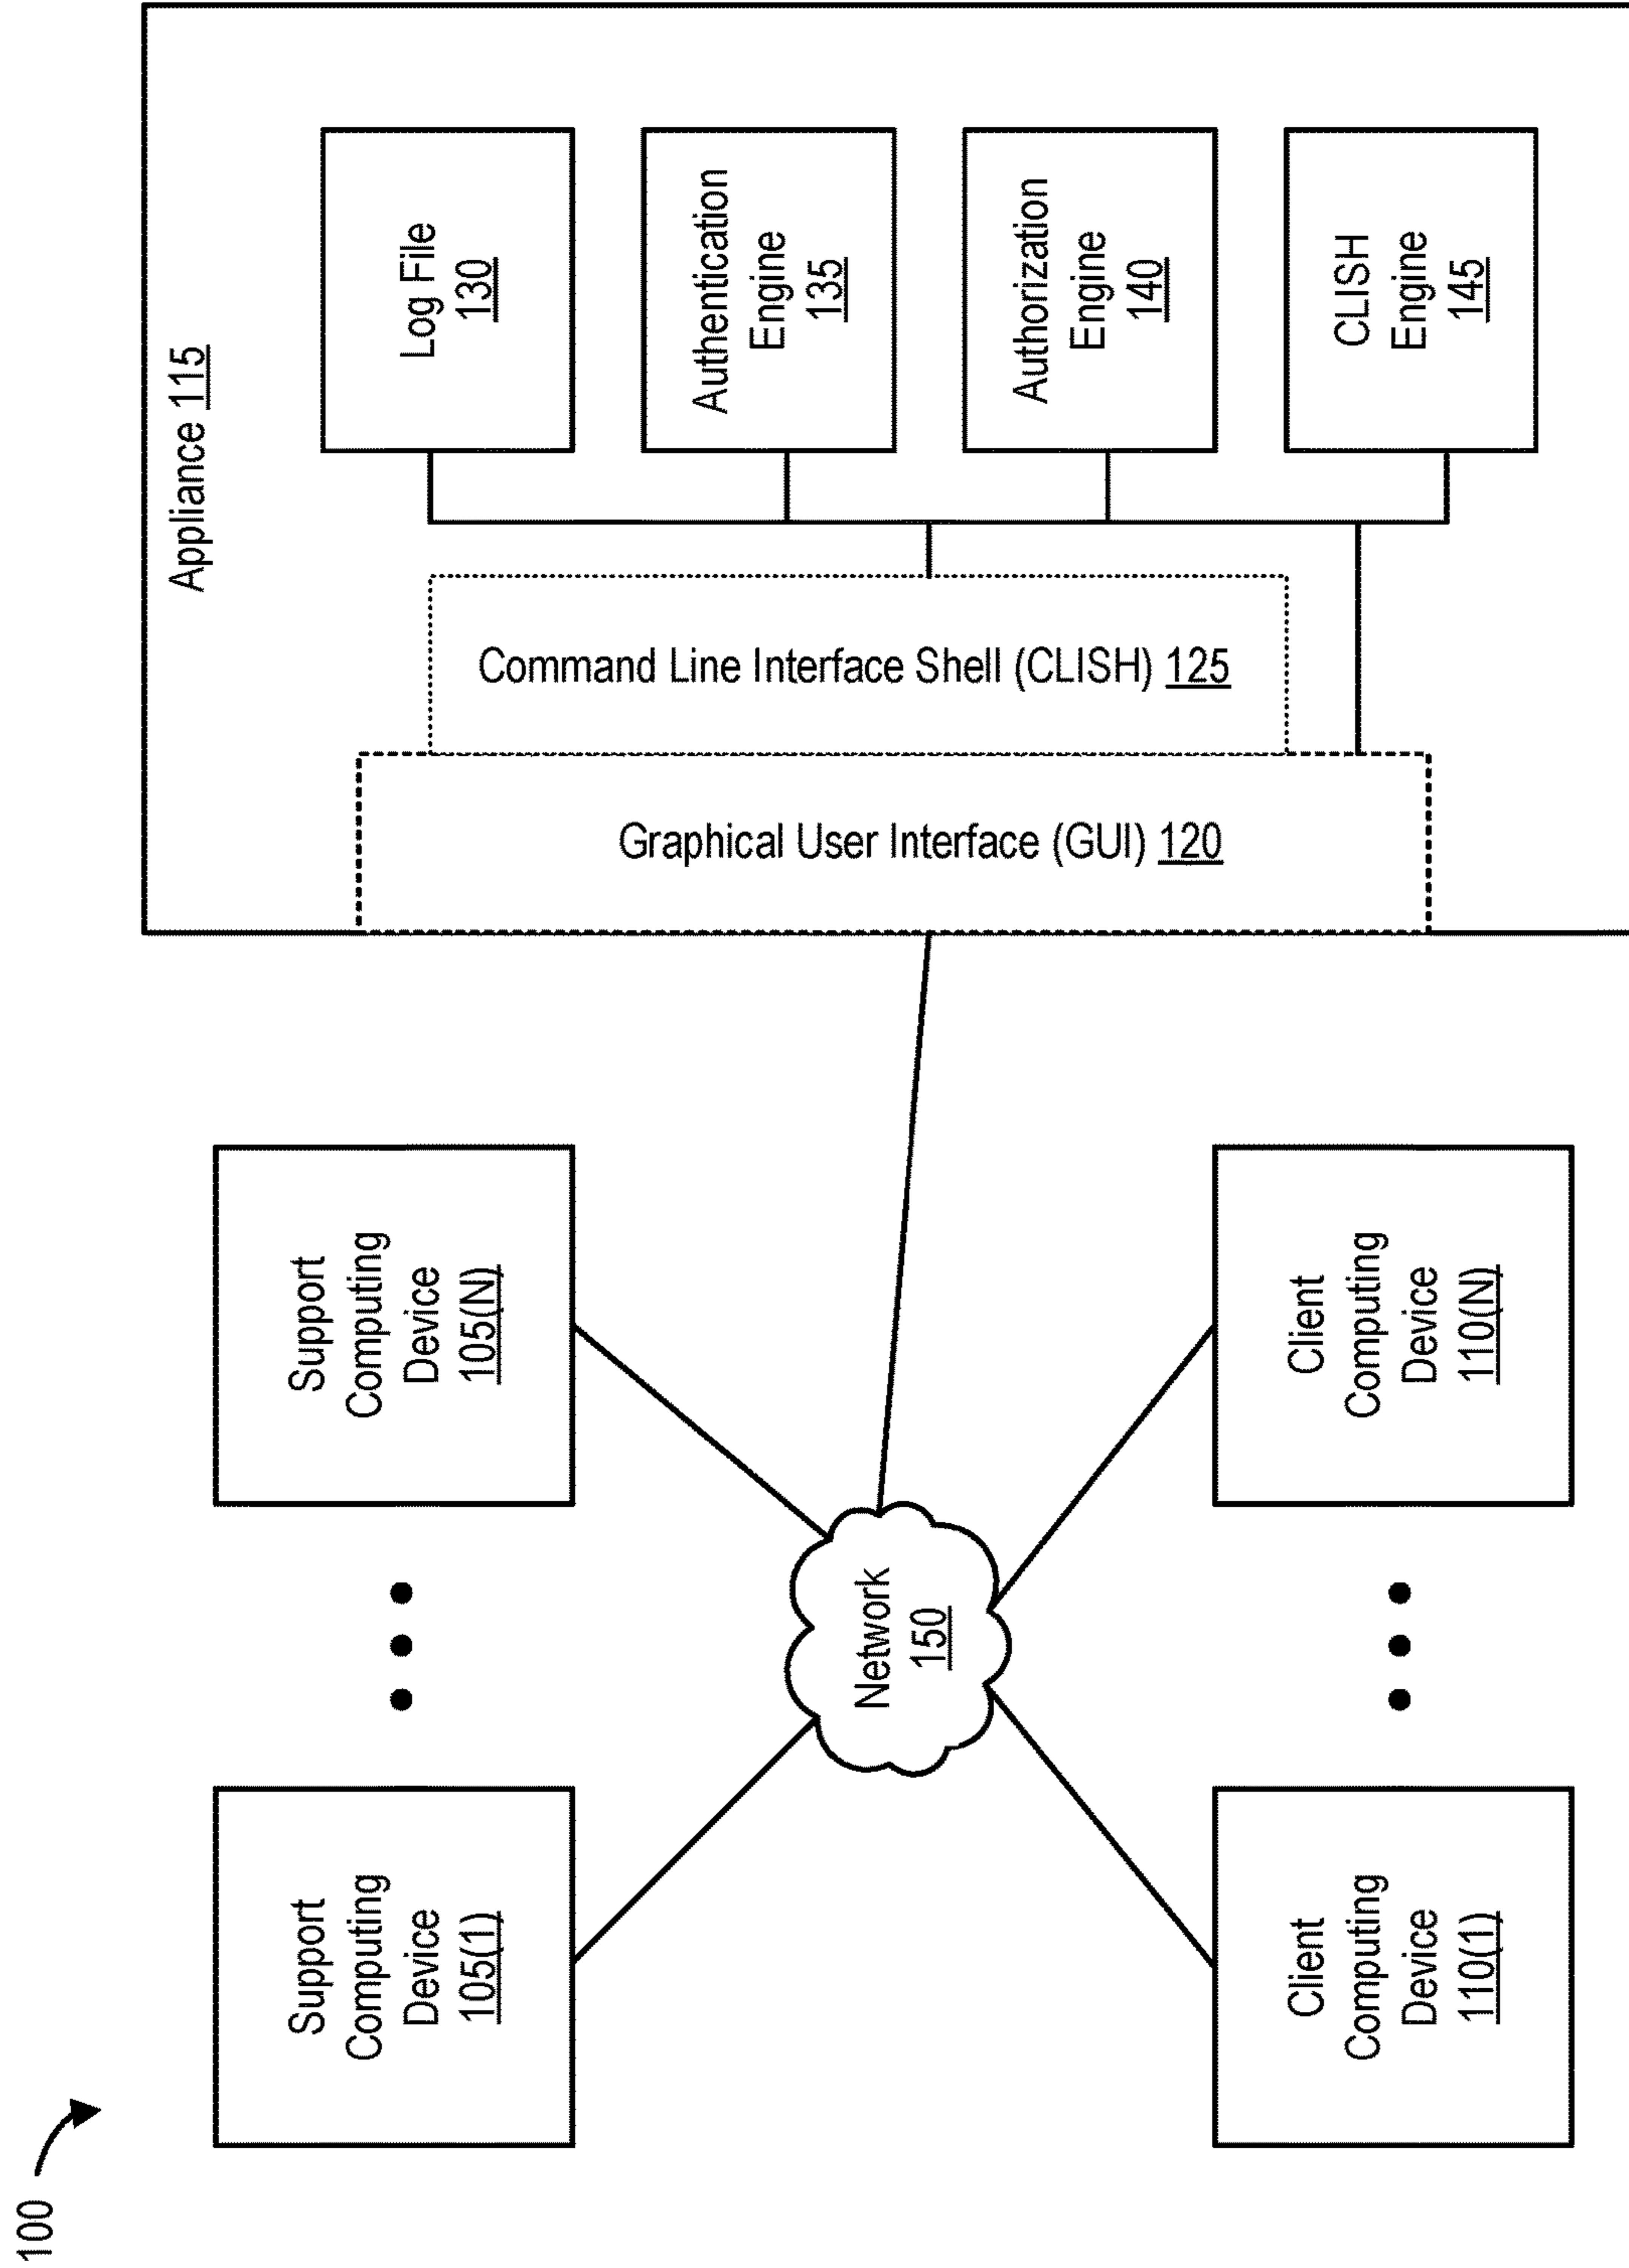 100
Support
Computing
Device
105(1)
Support
Computing
Device
105(N)
Client
Computing
Device
110(1)
Client
Computing
Device
110(N)
Network
150
Appliance 115
Graphical User Interface (GUI) 120
Command Line Interface Shell (CLISH) 125
Log File
130
Authentication
Engine
135
Authorization
Engine
140
CLISH
Engine
145